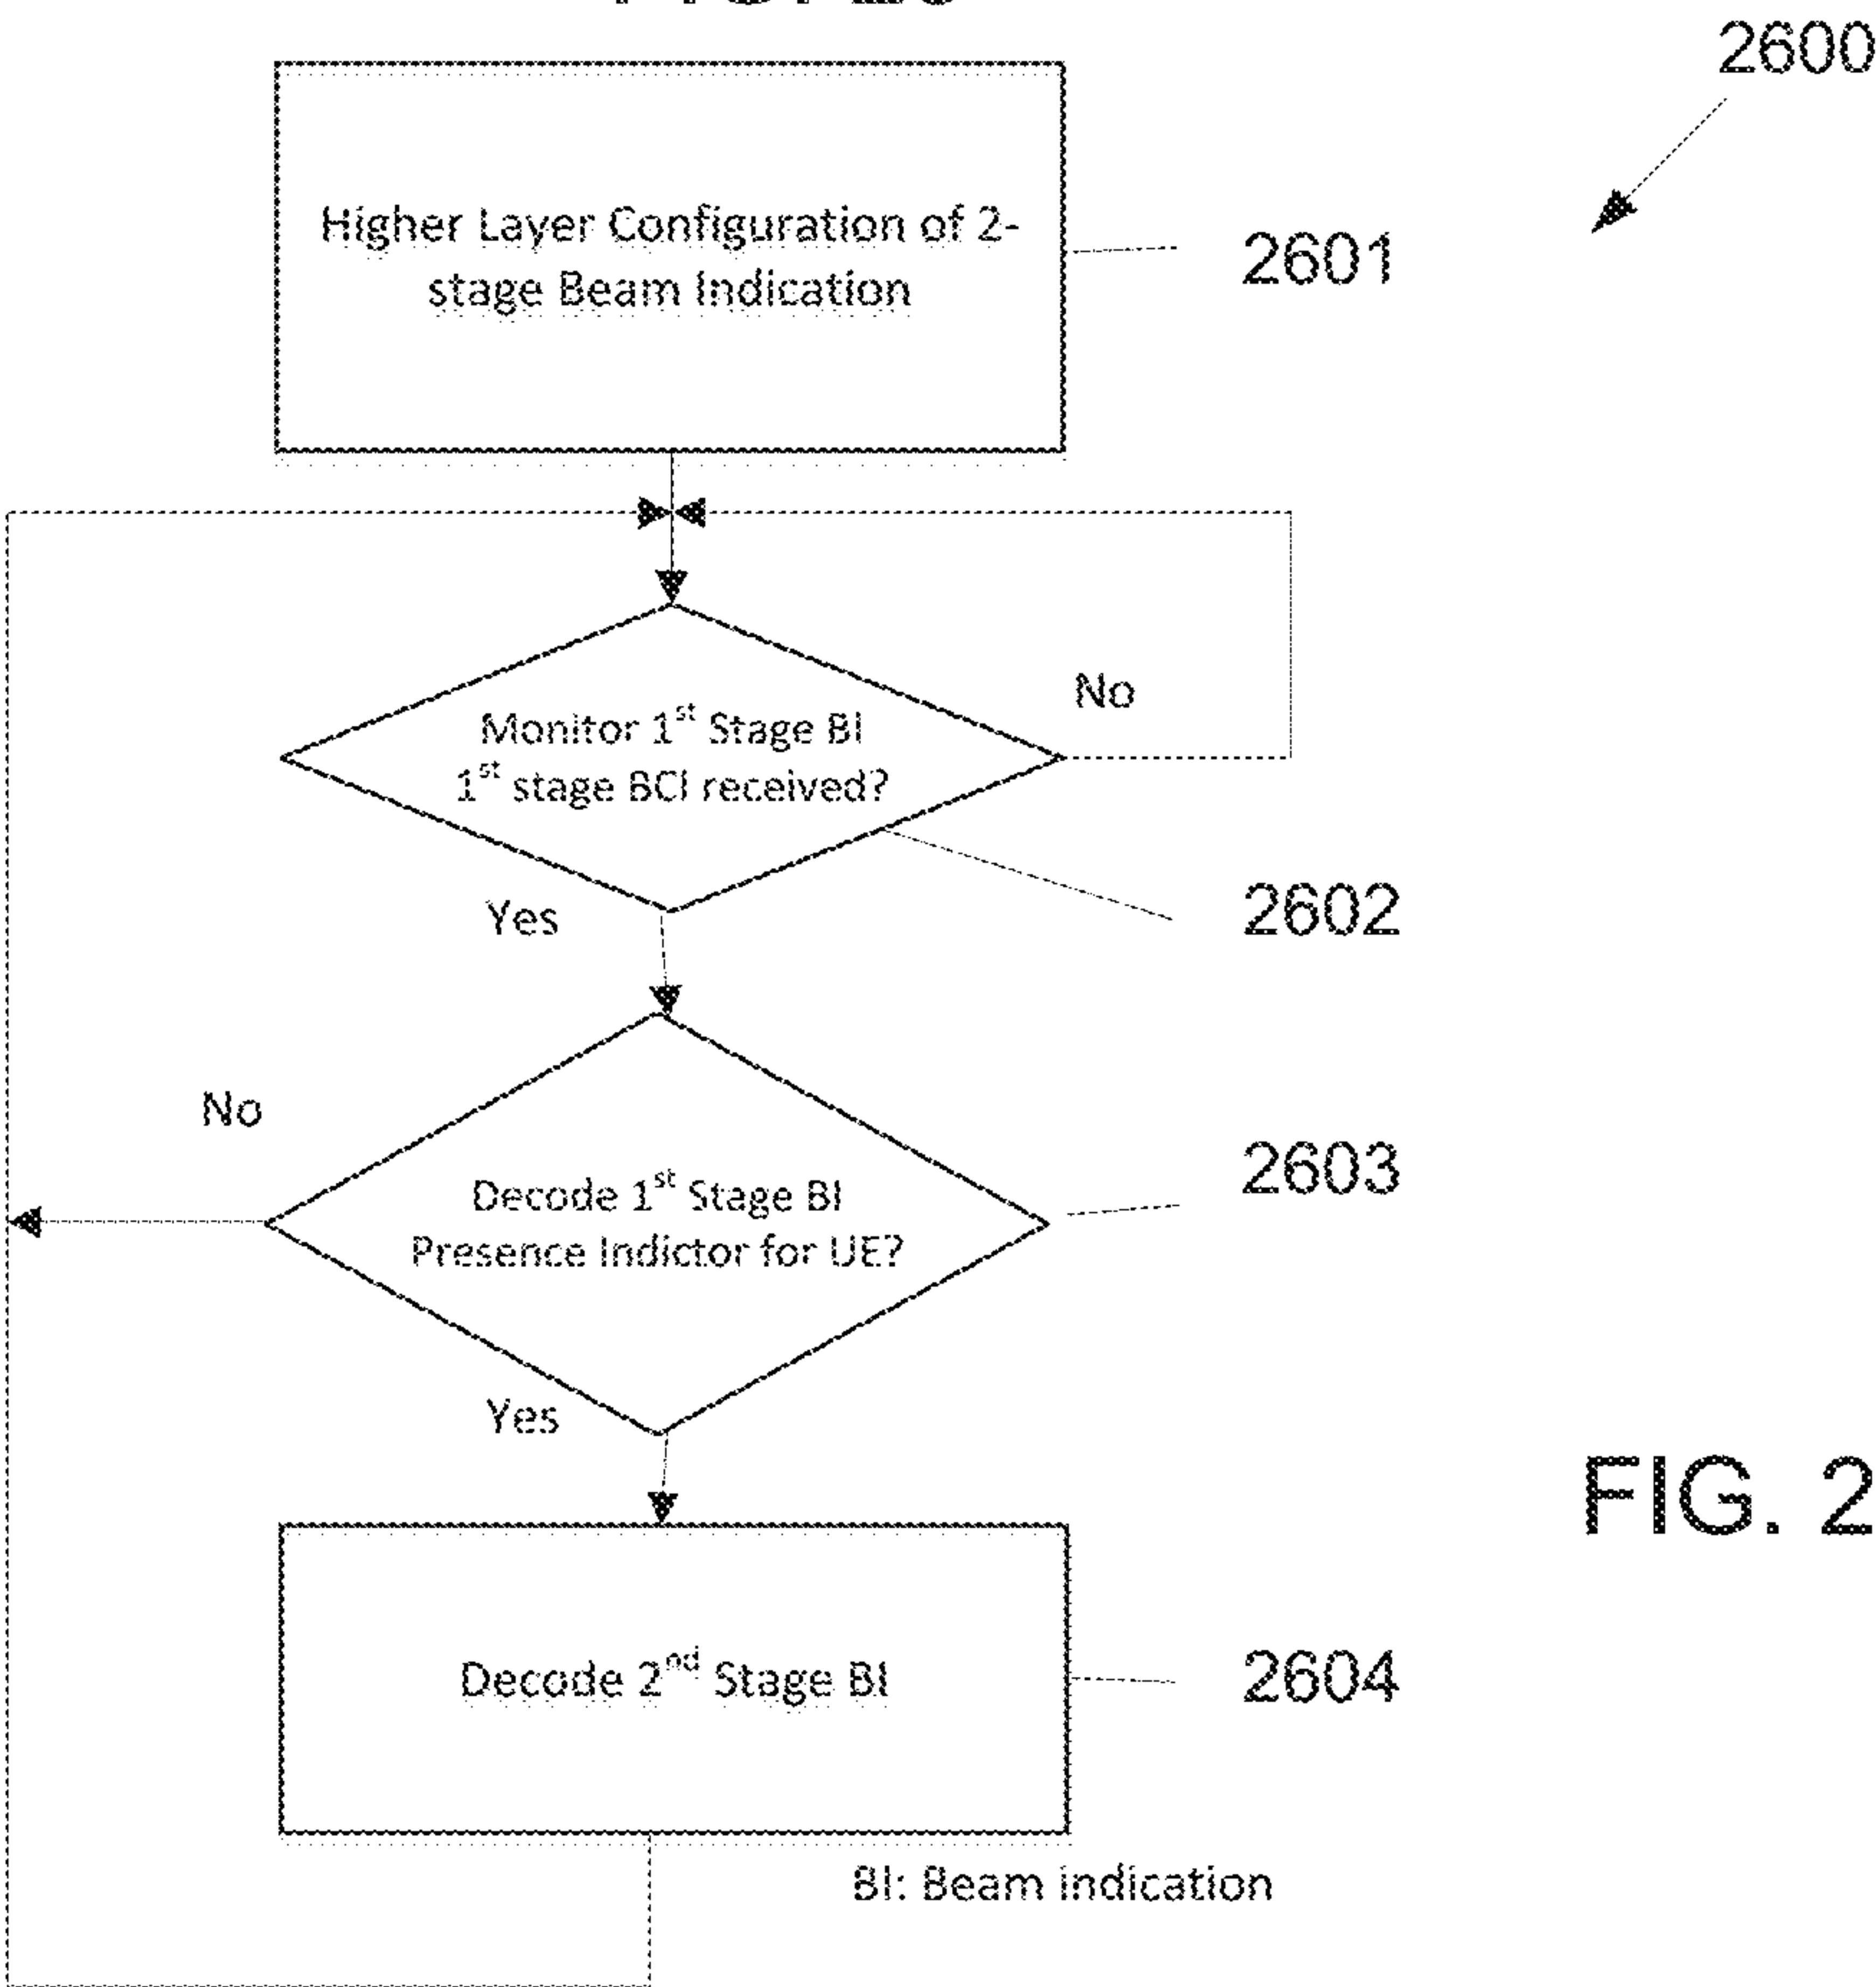 2600
Higher Layer Configuration of 2-
stage Beam Indication
2601
No
Monitor 1st Stage BI
1st stage BCI received?
2602
Yes
No
2603
Decode 1st Stage BI
Presence Indictor for UE?
Yes
FIG. 2
Decode 2nd Stage BI
2604
BI: Beam indication